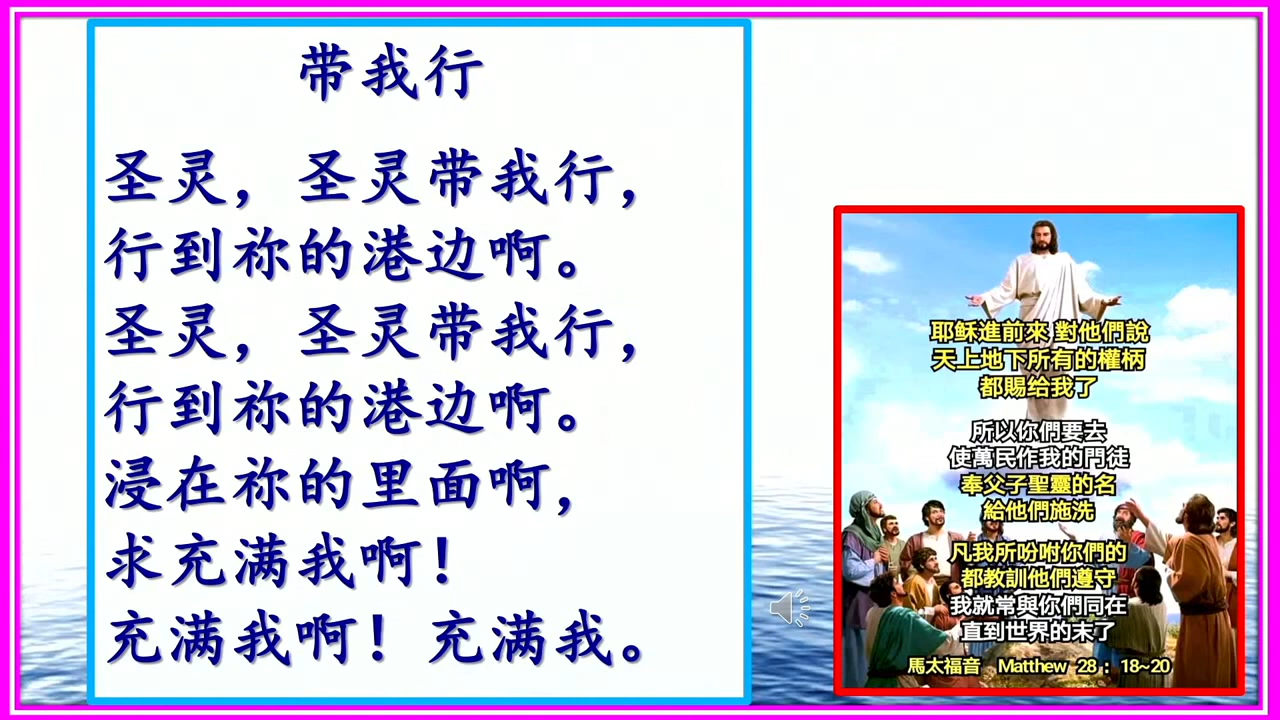 带我行
圣灵，圣灵带我行，
行到祢的港边啊。
圣灵，圣灵带我行，
行到祢的港边啊。
浸在祢的里面啊，
求充满我啊！
充满我啊！充满我。
耶穌進前來 對他們說
天上地下所有的權柄
都賜给我了
所以你們要去
使萬民作我的門徒
奉父子聖靈的名
給他們施洗
凡我所吩咐你們的
都教訓他們遵守
我就常與你們同在
直到世界的末了
馬太福音 Matthew 28 : 18~20